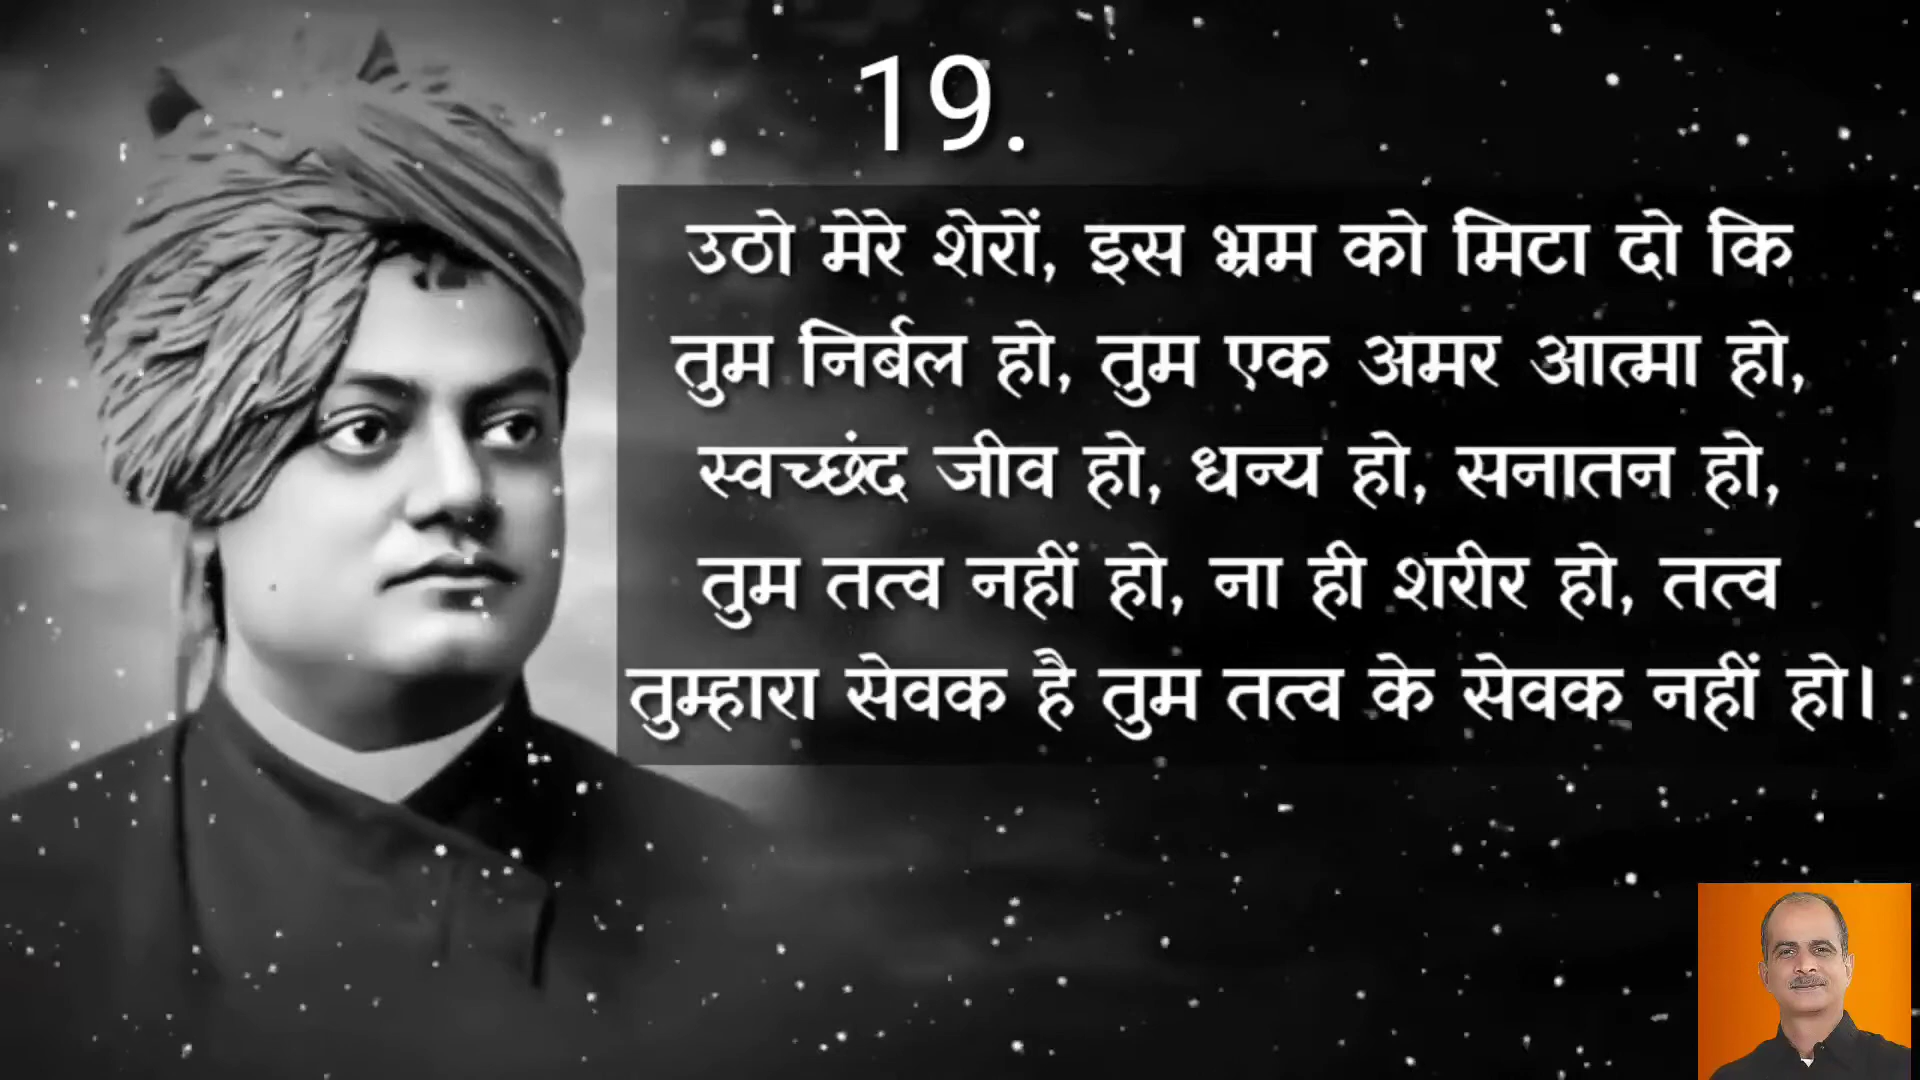 19.
उठो मेरे शेरों, इस भ्रम को मिटा दो कि
तुम निर्बल हो, तुम एक अमर आत्मा हो,
स्वच्छंद जीव हो, धन्य हो, सनातन हो,
तुम तत्व नहीं हो, ना ही शरीर हो, तत्व
तुम्हारा सेवक है तुम तत्व के सेवक नहीं हो।